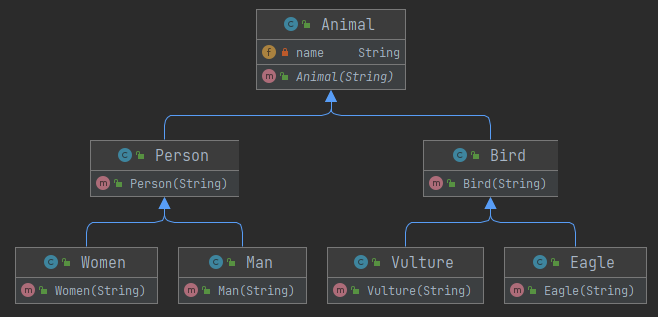 Animal
name String
Animal(String)
Person
Person(String)
Bird
Bird(String)
Women
Women(String)
Man
Man(String)
Vulture
Vulture(String)
Eagle
Eagle(String)